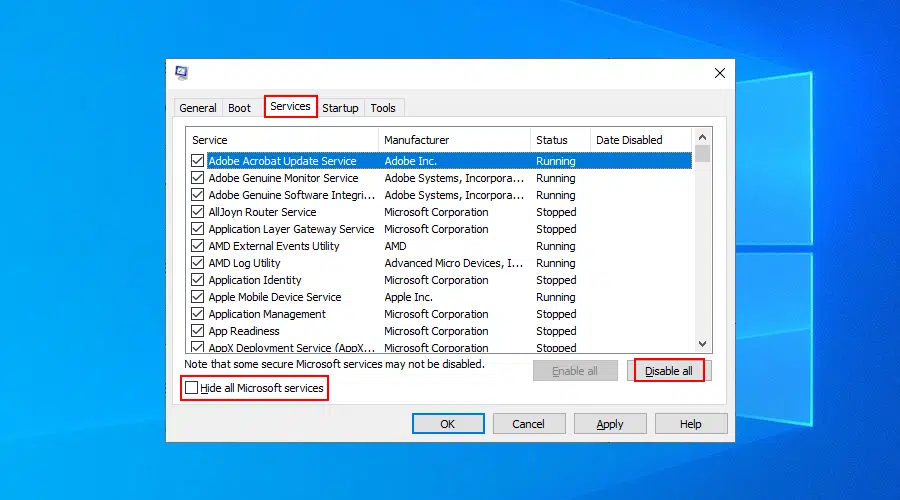 General Boot Services Startup Tools
Service Manufacturer Status Date Disabled
Adobe Acrobat Update Service Adobe Inc. Running
Adobe Genuine Monitor Service Adobe Systems, Incorpora... Running
Adobe Genuine Software Integri... Adobe Systems, Incorpora... Running
AllJoyn Router Service Microsoft Corporation Stopped
Application Layer Gateway Service Microsoft Corporation Stopped
AMD External Events Utility AMD Running
AMD Log Utility Advanced Micro Devices, I... Running
Application Identity Microsoft Corporation Stopped
Apple Mobile Device Service Apple Inc. Running
Application Management Microsoft Corporation Stopped
App Readiness Microsoft Corporation Stopped
AppX Deployment Service (AppX... Microsoft Corporation Stopped
Note that some secure Microsoft services may not be disabled.
Enable all Disable all
Hide all Microsoft services
OK Cancel Apply Help